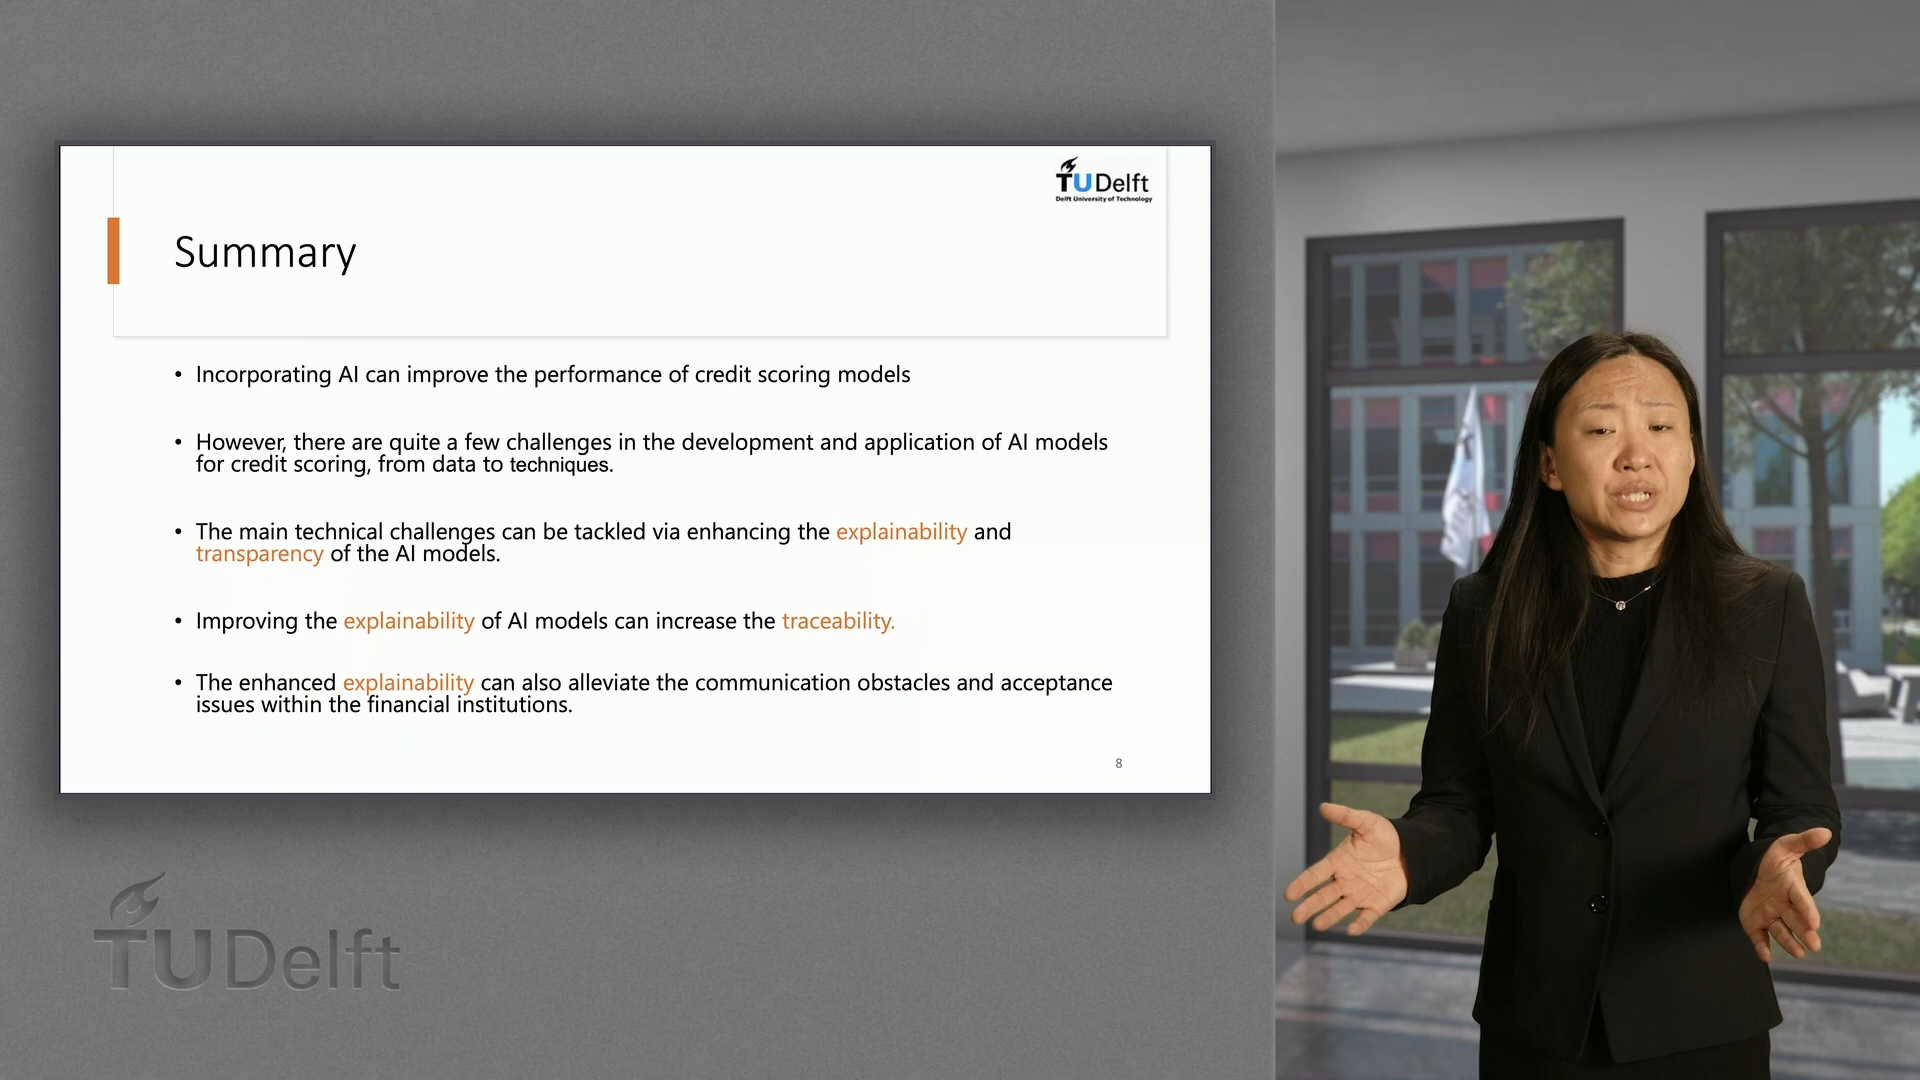 TUDelft
Delft University of Technology
Summary
• Incorporating AI can improve the performance of credit scoring models
• However, there are quite a few challenges in the development and application of AI models
for credit scoring, from data to techniques.
• The main technical challenges can be tackled via enhancing the explainability and
transparency of the AI models.
• Improving the explainability of AI models can increase the traceability.
• The enhanced explainability can also alleviate the communication obstacles and acceptance
issues within the financial institutions.
8
TUDelft